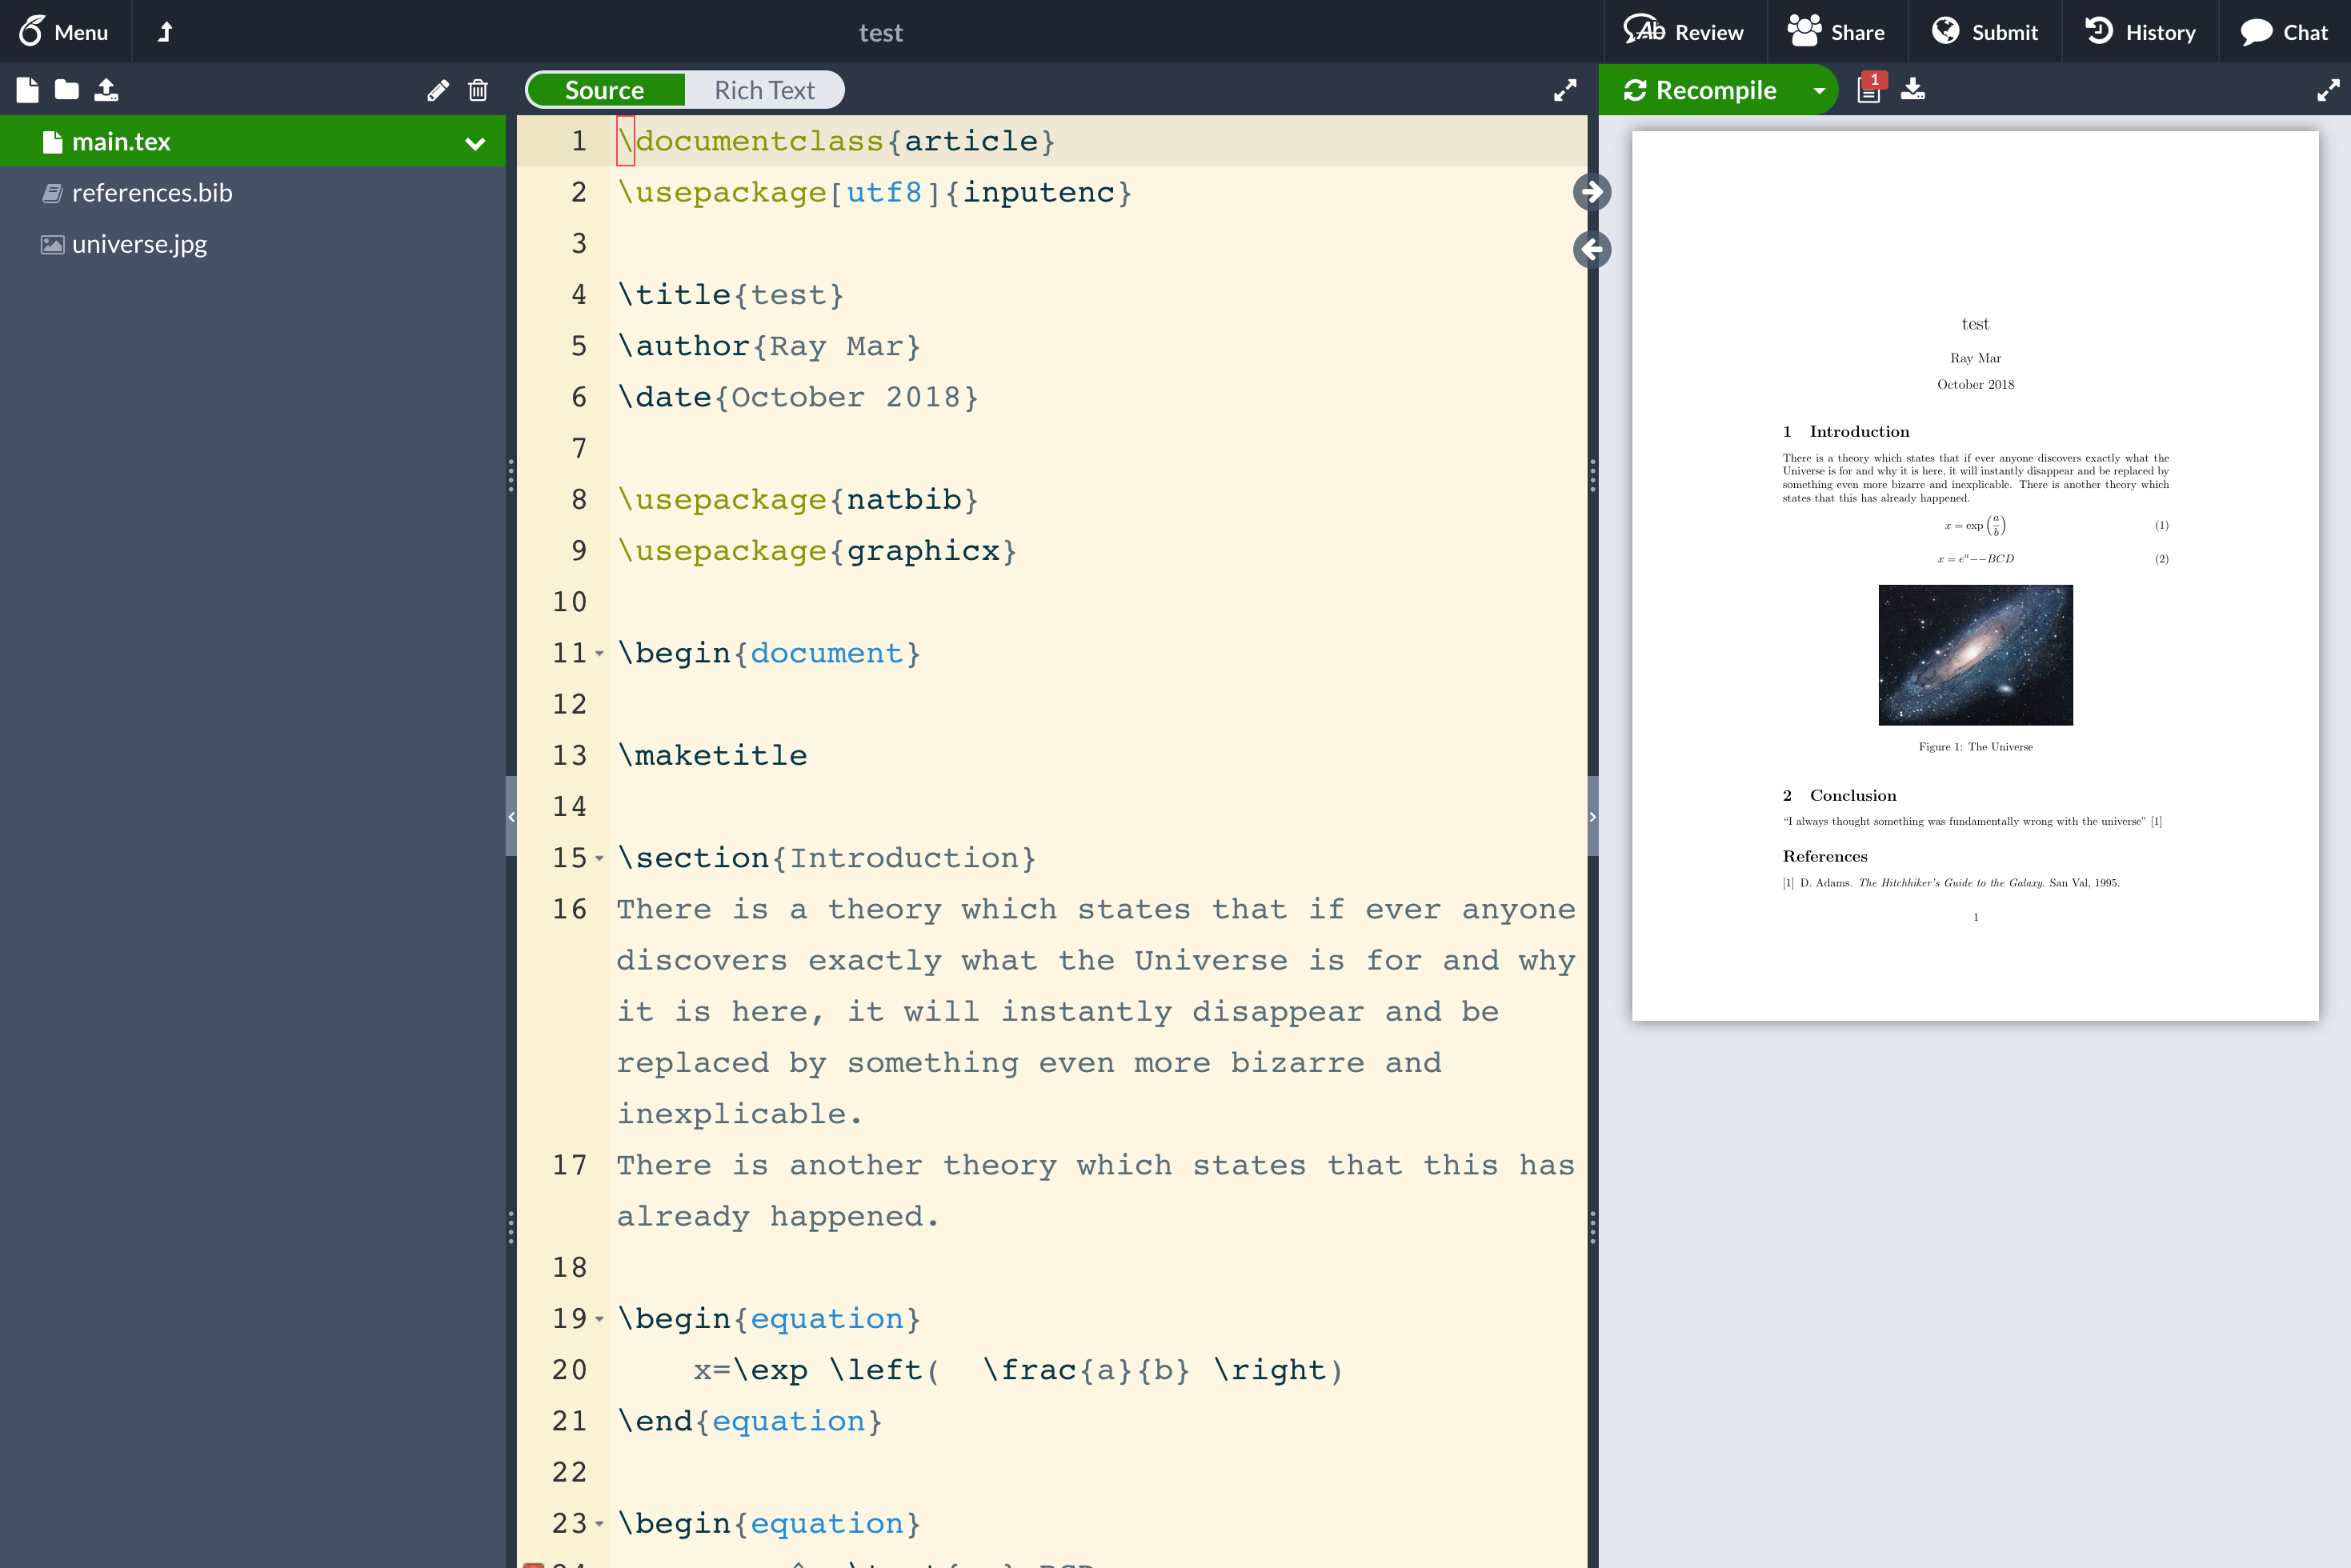 Menu
test
Review
Share
Submit
History
Chat
Source
Rich Text
Recompile
1
main.tex
references.bib
universe.jpg
1 \documentclass{article}
2 \usepackage[utf8]{inputenc}
3
4 \title{test}
5 \author{Ray Mar}
6 \date{October 2018}
7
8 \usepackage{natbib}
9 \usepackage{graphicx}
10
11 \begin{document}
12
13 \maketitle
14
15 \section{Introduction}
16 There is a theory which states that if ever anyone
discovers exactly what the Universe is for and why
it is here, it will instantly disappear and be
replaced by something even more bizarre and
inexplicable.
17 There is another theory which states that this has
already happened.
18
19 \begin{equation}
20 x=\exp \left( \frac{a}{b} \right)
21 \end{equation}
22
23 \begin{equation}
test
Ray Mar
October 2018
1 Introduction
There is a theory which states that if ever anyone discovers exactly what the
Universe is for and why it is here, it will instantly disappear and be replaced by
something even more bizarre and inexplicable. There is another theory which
states that this has already happened.
x = exp (a/b) (1)
x = e^a−−BCD (2)
Figure 1: The Universe
2 Conclusion
“I always thought something was fundamentally wrong with the universe” [1]
References
[1] D. Adams. The Hitchhiker's Guide to the Galaxy. San Val, 1995.
1